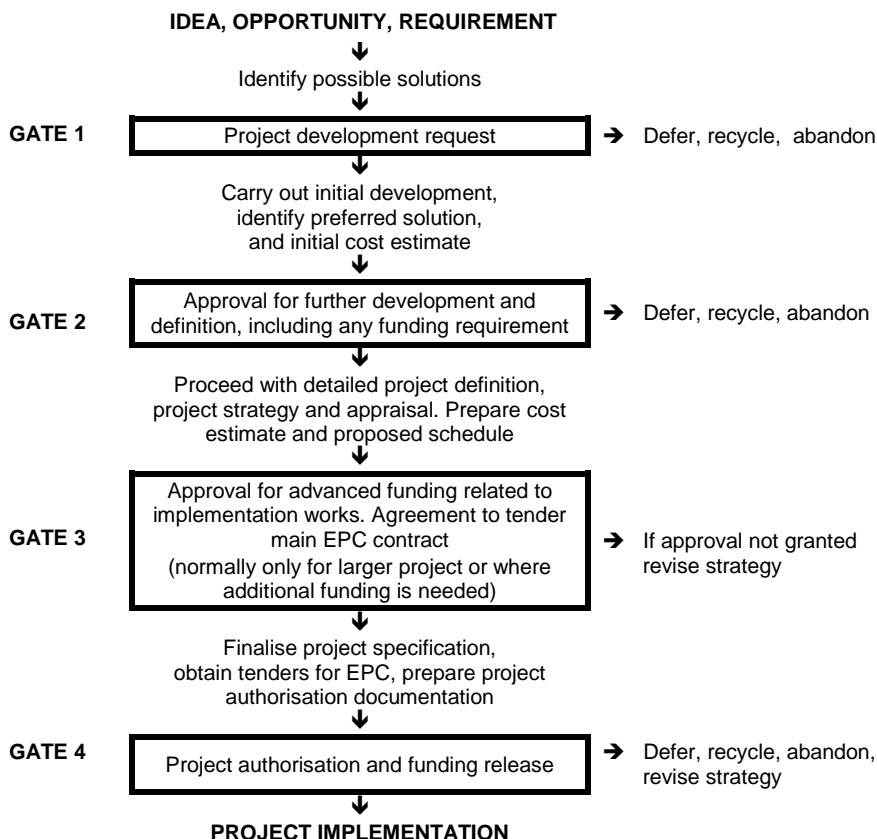 IDEA, OPPORTUNITY, REQUIREMENT
Identify possible solutions
GATE 1
Project development request
Defer, recycle, abandon
Carry out initial development,
identify preferred solution,
and initial cost estimate
GATE 2
Approval for further development and
definition, including any funding requirement
Defer, recycle, abandon
Proceed with detailed project definition,
project strategy and appraisal. Prepare cost
estimate and proposed schedule
GATE 3
Approval for advanced funding related to
implementation works. Agreement to tender
main EPC contract
(normally only for larger project or where
additional funding is needed)
If approval not granted
revise strategy
Finalise project specification,
obtain tenders for EPC, prepare project
authorisation documentation
GATE 4
Project authorisation and funding release
Defer, recycle, abandon,
revise strategy
PROJECT IMPLEMENTATION